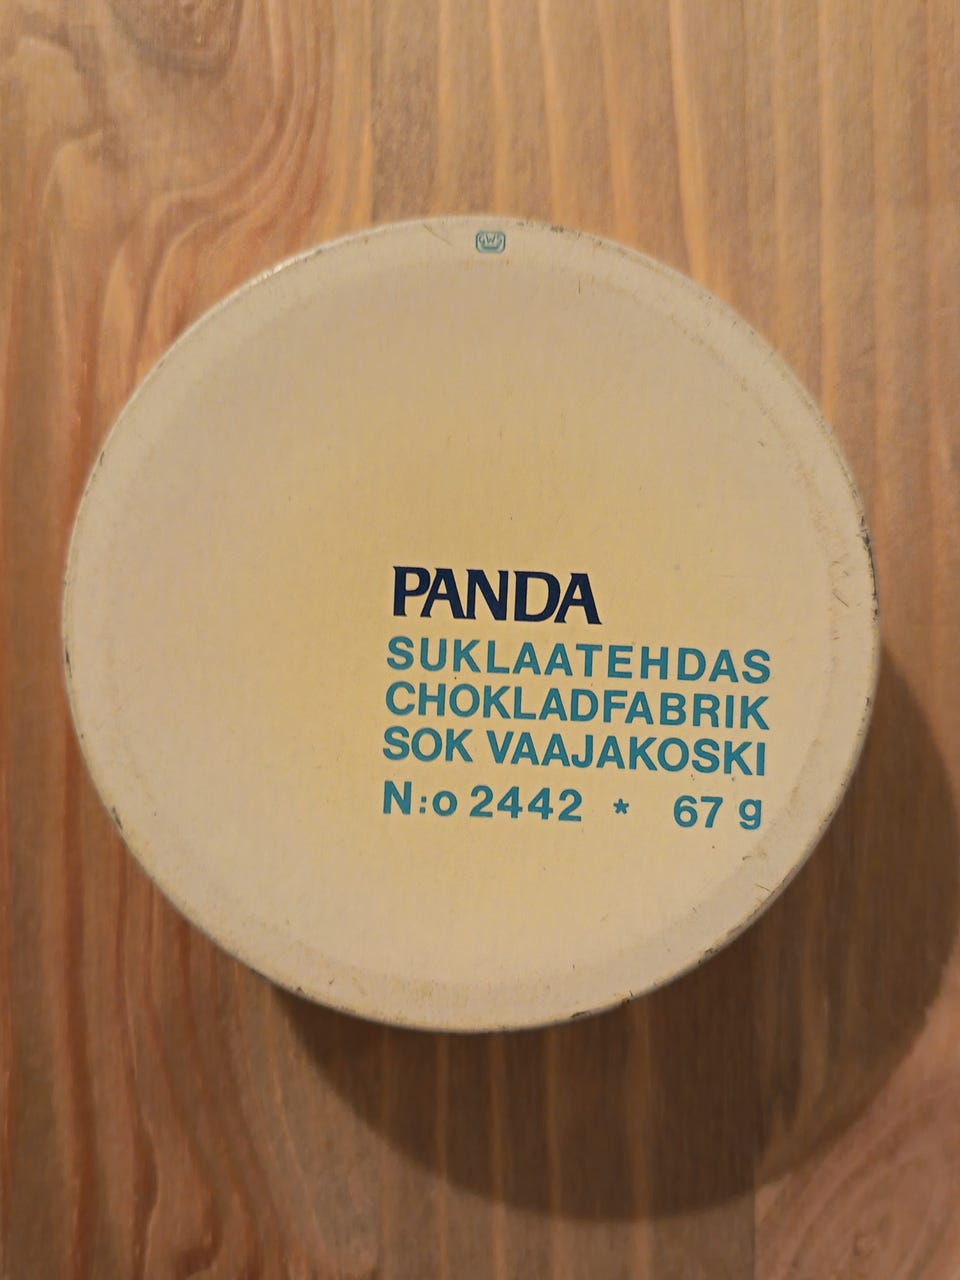 PANDA
SUKLAATEHDAS
CHOKLADFABRIK
SOK VAAJAKOSKI
N:o 2442 * 67 g